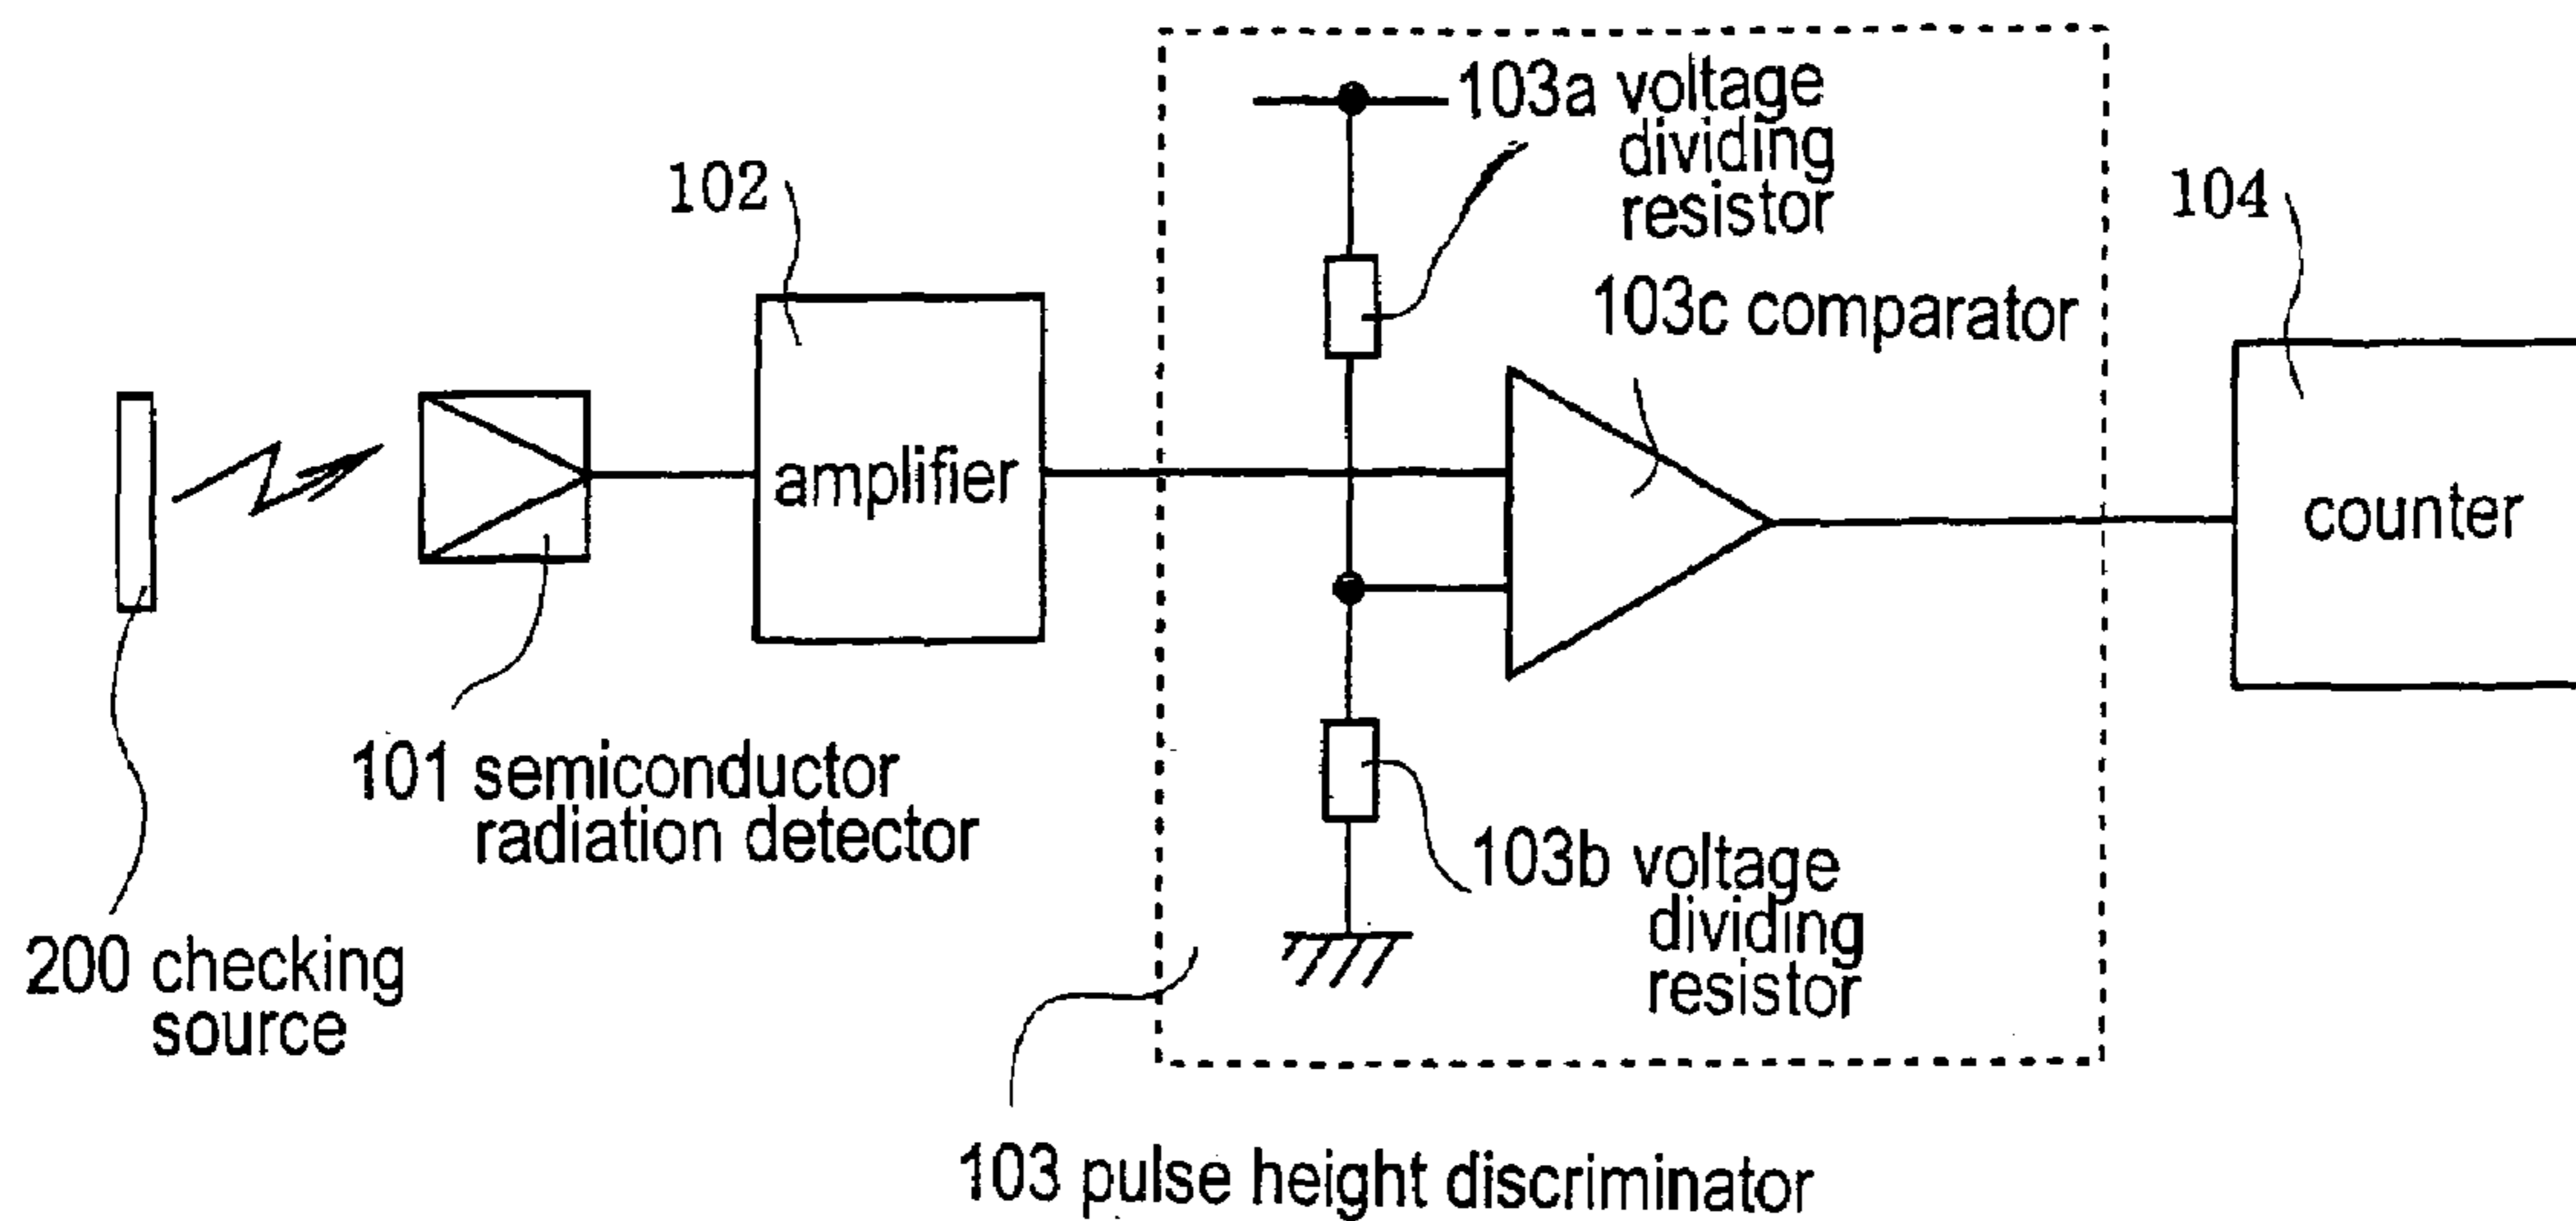 103a voltage
dividing
resistor
102
104
103c comparator
amplifier
counter
101 semiconductor
radiation detector
103b voltage
dividing
resistor
200 checking
source
103 pulse height discriminator